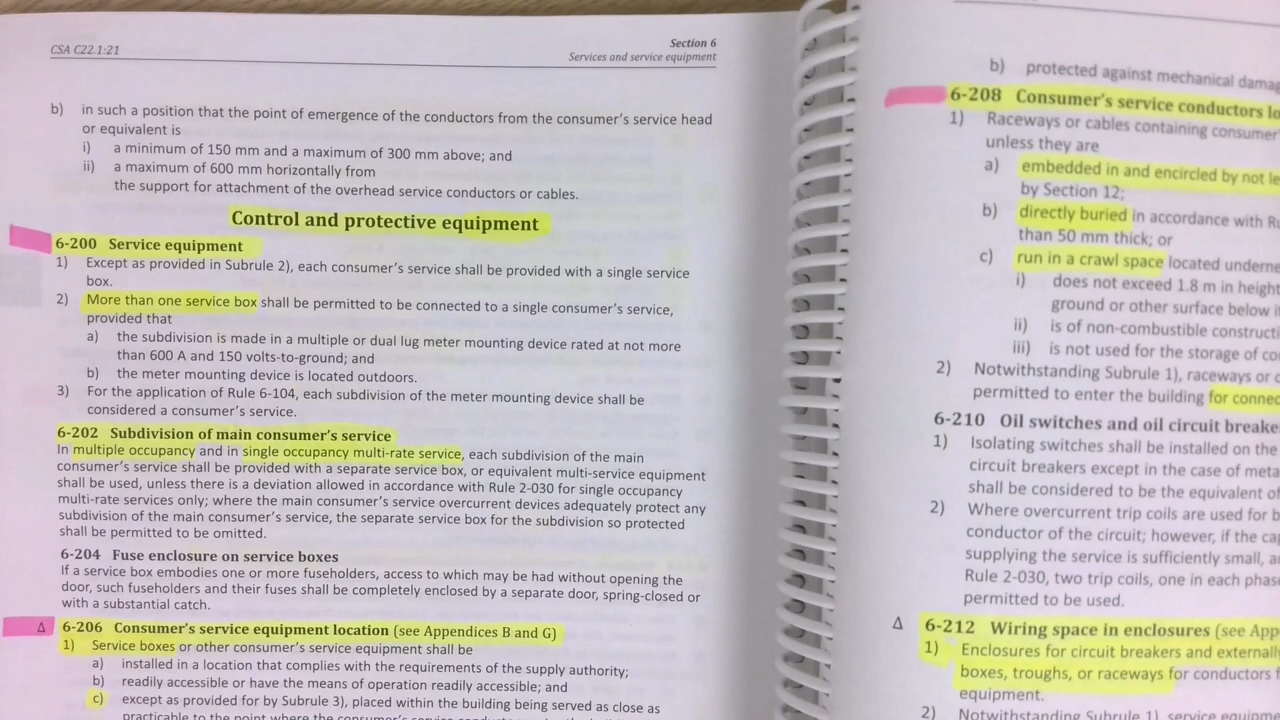 CSA C22.1:21
Section 6
Services and service equipment
b) in such a position that the point of emergence of the conductors from the consumer's service head
or equivalent is
i) a minimum of 150 mm and a maximum of 300 mm above; and
ii) a maximum of 600 mm horizontally from
the support for attachment of the overhead service conductors or cables.
Control and protective equipment
6-200 Service equipment
1) Except as provided in Subrule 2), each consumer's service shall be provided with a single service
box.
2) More than one service box shall be permitted to be connected to a single consumer's service,
provided that
a) the subdivision is made in a multiple or dual lug meter mounting device rated at not more
than 600 A and 150 volts-to-ground; and
b) the meter mounting device is located outdoors.
3) For the application of Rule 6-104, each subdivision of the meter mounting device shall be
considered a consumer's service.
6-202 Subdivision of main consumer's service
In multiple occupancy and in single occupancy multi-rate service, each subdivision of the main
consumer's service shall be provided with a separate service box, or equivalent multi-service equipment
shall be used, unless there is a deviation allowed in accordance with Rule 2-030 for single occupancy
multi-rate services only; where the main consumer's service overcurrent devices adequately protect any
subdivision of the main consumer's service, the separate service box for the subdivision so protected
shall be permitted to be omitted.
6-204 Fuse enclosure on service boxes
If a service box embodies one or more fuseholders, access to which may be had without opening the
door, such fuseholders and their fuses shall be completely enclosed by a separate door, spring-closed or
with a substantial catch.
Δ 6-206 Consumer's service equipment location (see Appendices B and G)
1) Service boxes or other consumer's service equipment shall be
a) installed in a location that complies with the requirements of the supply authority;
b) readily accessible or have the means of operation readily accessible; and
c) except as provided for by Subrule 3), placed within the building being served as close as
practicable to the point where the
b) protected against mechanical
6-208 Consumer's service conductors
1) Raceways or cables containing consumer
unless they are
a) embedded in and encircled by not
by Section 12;
b) directly buried in accordance with
than 50 mm thick; or
c) run in a crawl space located
i) does not exceed 1.8 m in height
ground or other surface below
ii) is of non-combustible
iii) is not used for the storage of
2) Notwithstanding Subrule 1), raceways or
permitted to enter the building for
6-210 Oil switches and oil circuit
1) Isolating switches shall be installed on the
circuit breakers except in the case of
shall be considered to be the equivalent
2) Where overcurrent trip coils are used for
conductor of the circuit; however, if the
supplying the service is sufficiently small,
Rule 2-030, two trip coils, one in each
permitted to be used.
Δ 6-212 Wiring space in enclosures (see
1) Enclosures for circuit breakers and externally
boxes, troughs, or raceways for conductors
equipment.
2) Notwithstanding Subrule 1), service